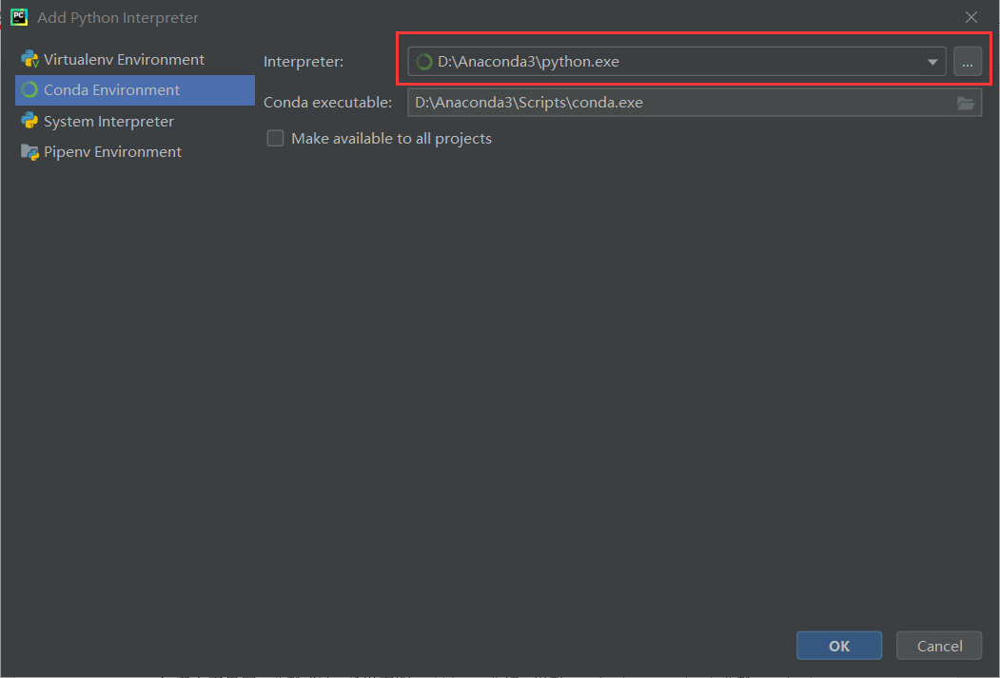 PC Add Python Interpreter
Virtualenv Environment
Conda Environment
System Interpreter
Pipenv Environment
Interpreter: D:\Anaconda3\python.exe ...
Conda executable: D:\Anaconda3\Scripts\conda.exe
Make available to all projects
OK Cancel